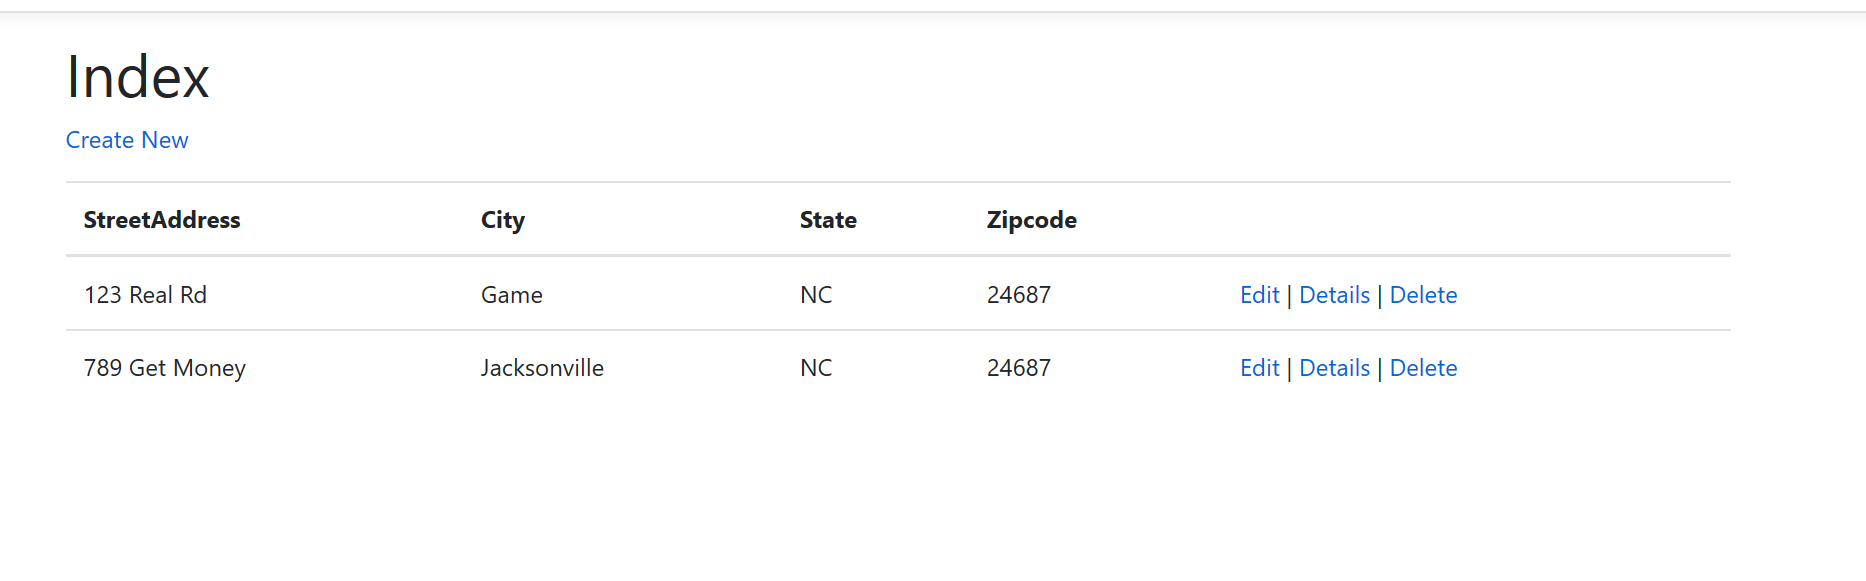 Index
Create New
StreetAddress City State Zipcode
123 Real Rd Game NC 24687 Edit | Details | Delete
789 Get Money Jacksonville NC 24687 Edit | Details | Delete